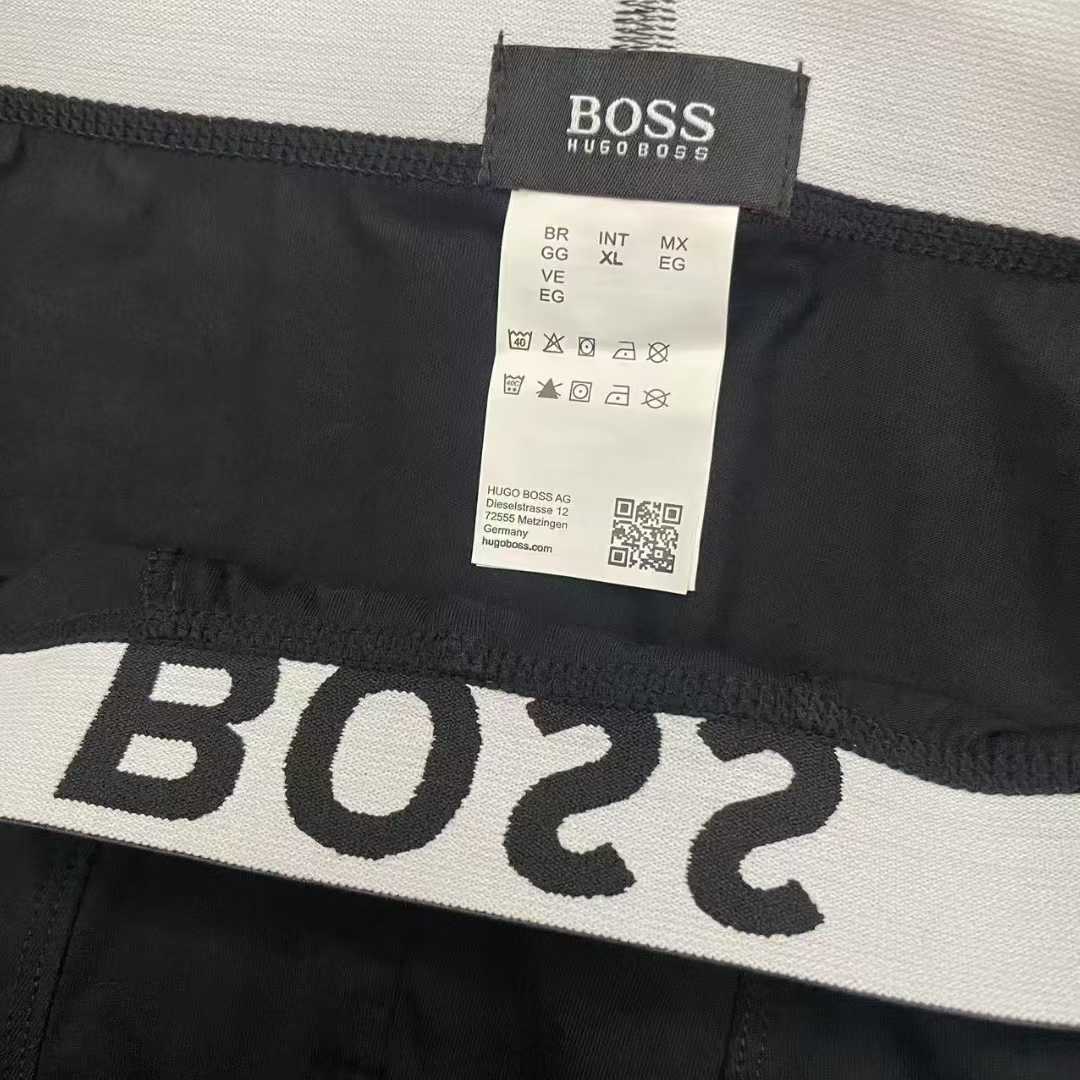 BOSS
HUGO BOSS
BR
GG
VE
EG
INT
XL
MX
EG
40
40C
HUGO BOSS AG
Dieselstrasse 12
72555 Metzingen
Germany
hugoboss.com
BOSS